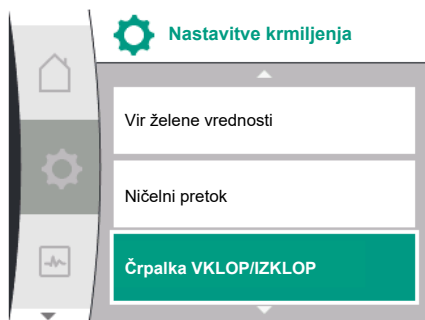 Nastavitve krmiljenja
Vir želene vrednosti
Ničelni pretok
Črpalka VKLOP/IZKLOP